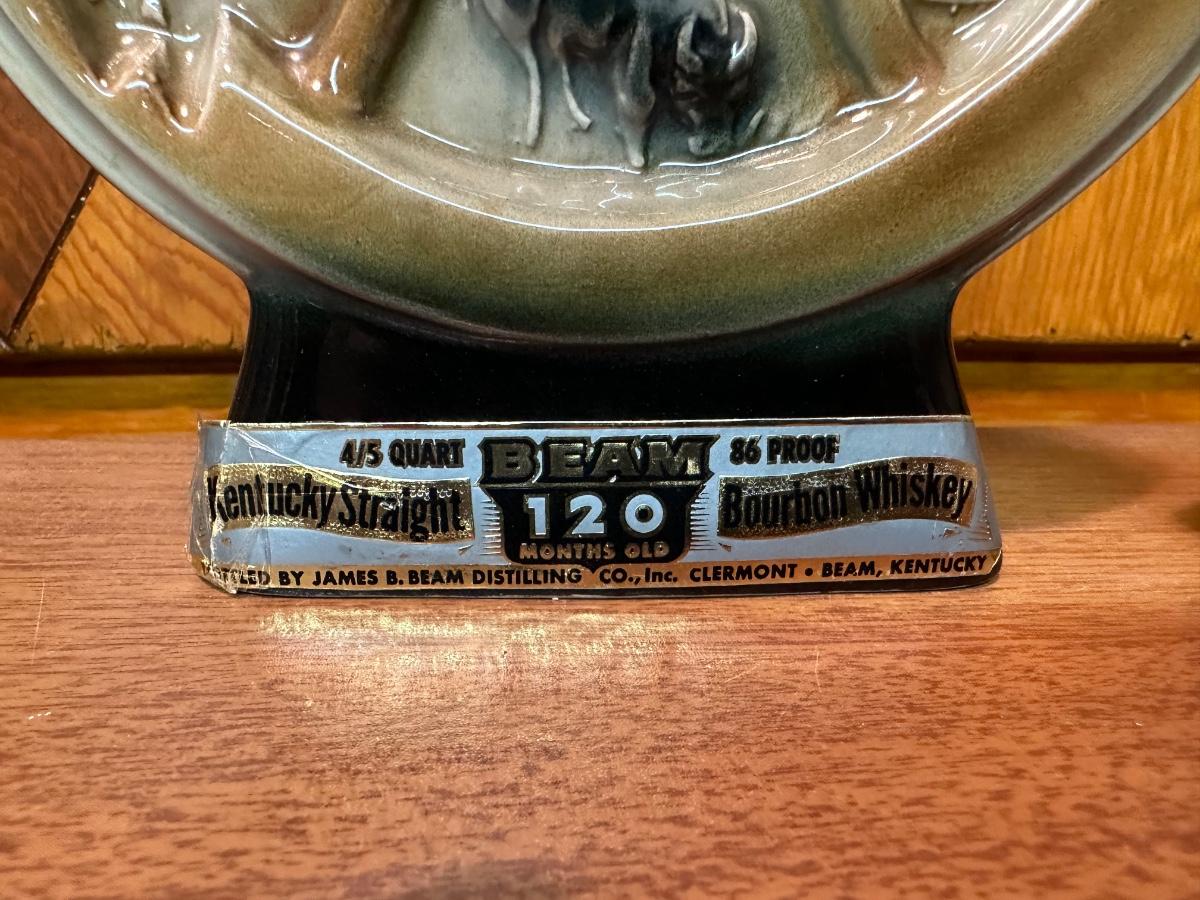 4/5 QUART BEAM 86 PROOF
Kentucky Straight 120 Bourbon Whiskey
MONTHS OLD
BOTTLED BY JAMES B. BEAM DISTILLING CO., Inc. CLERMONT • BEAM, KENTUCKY